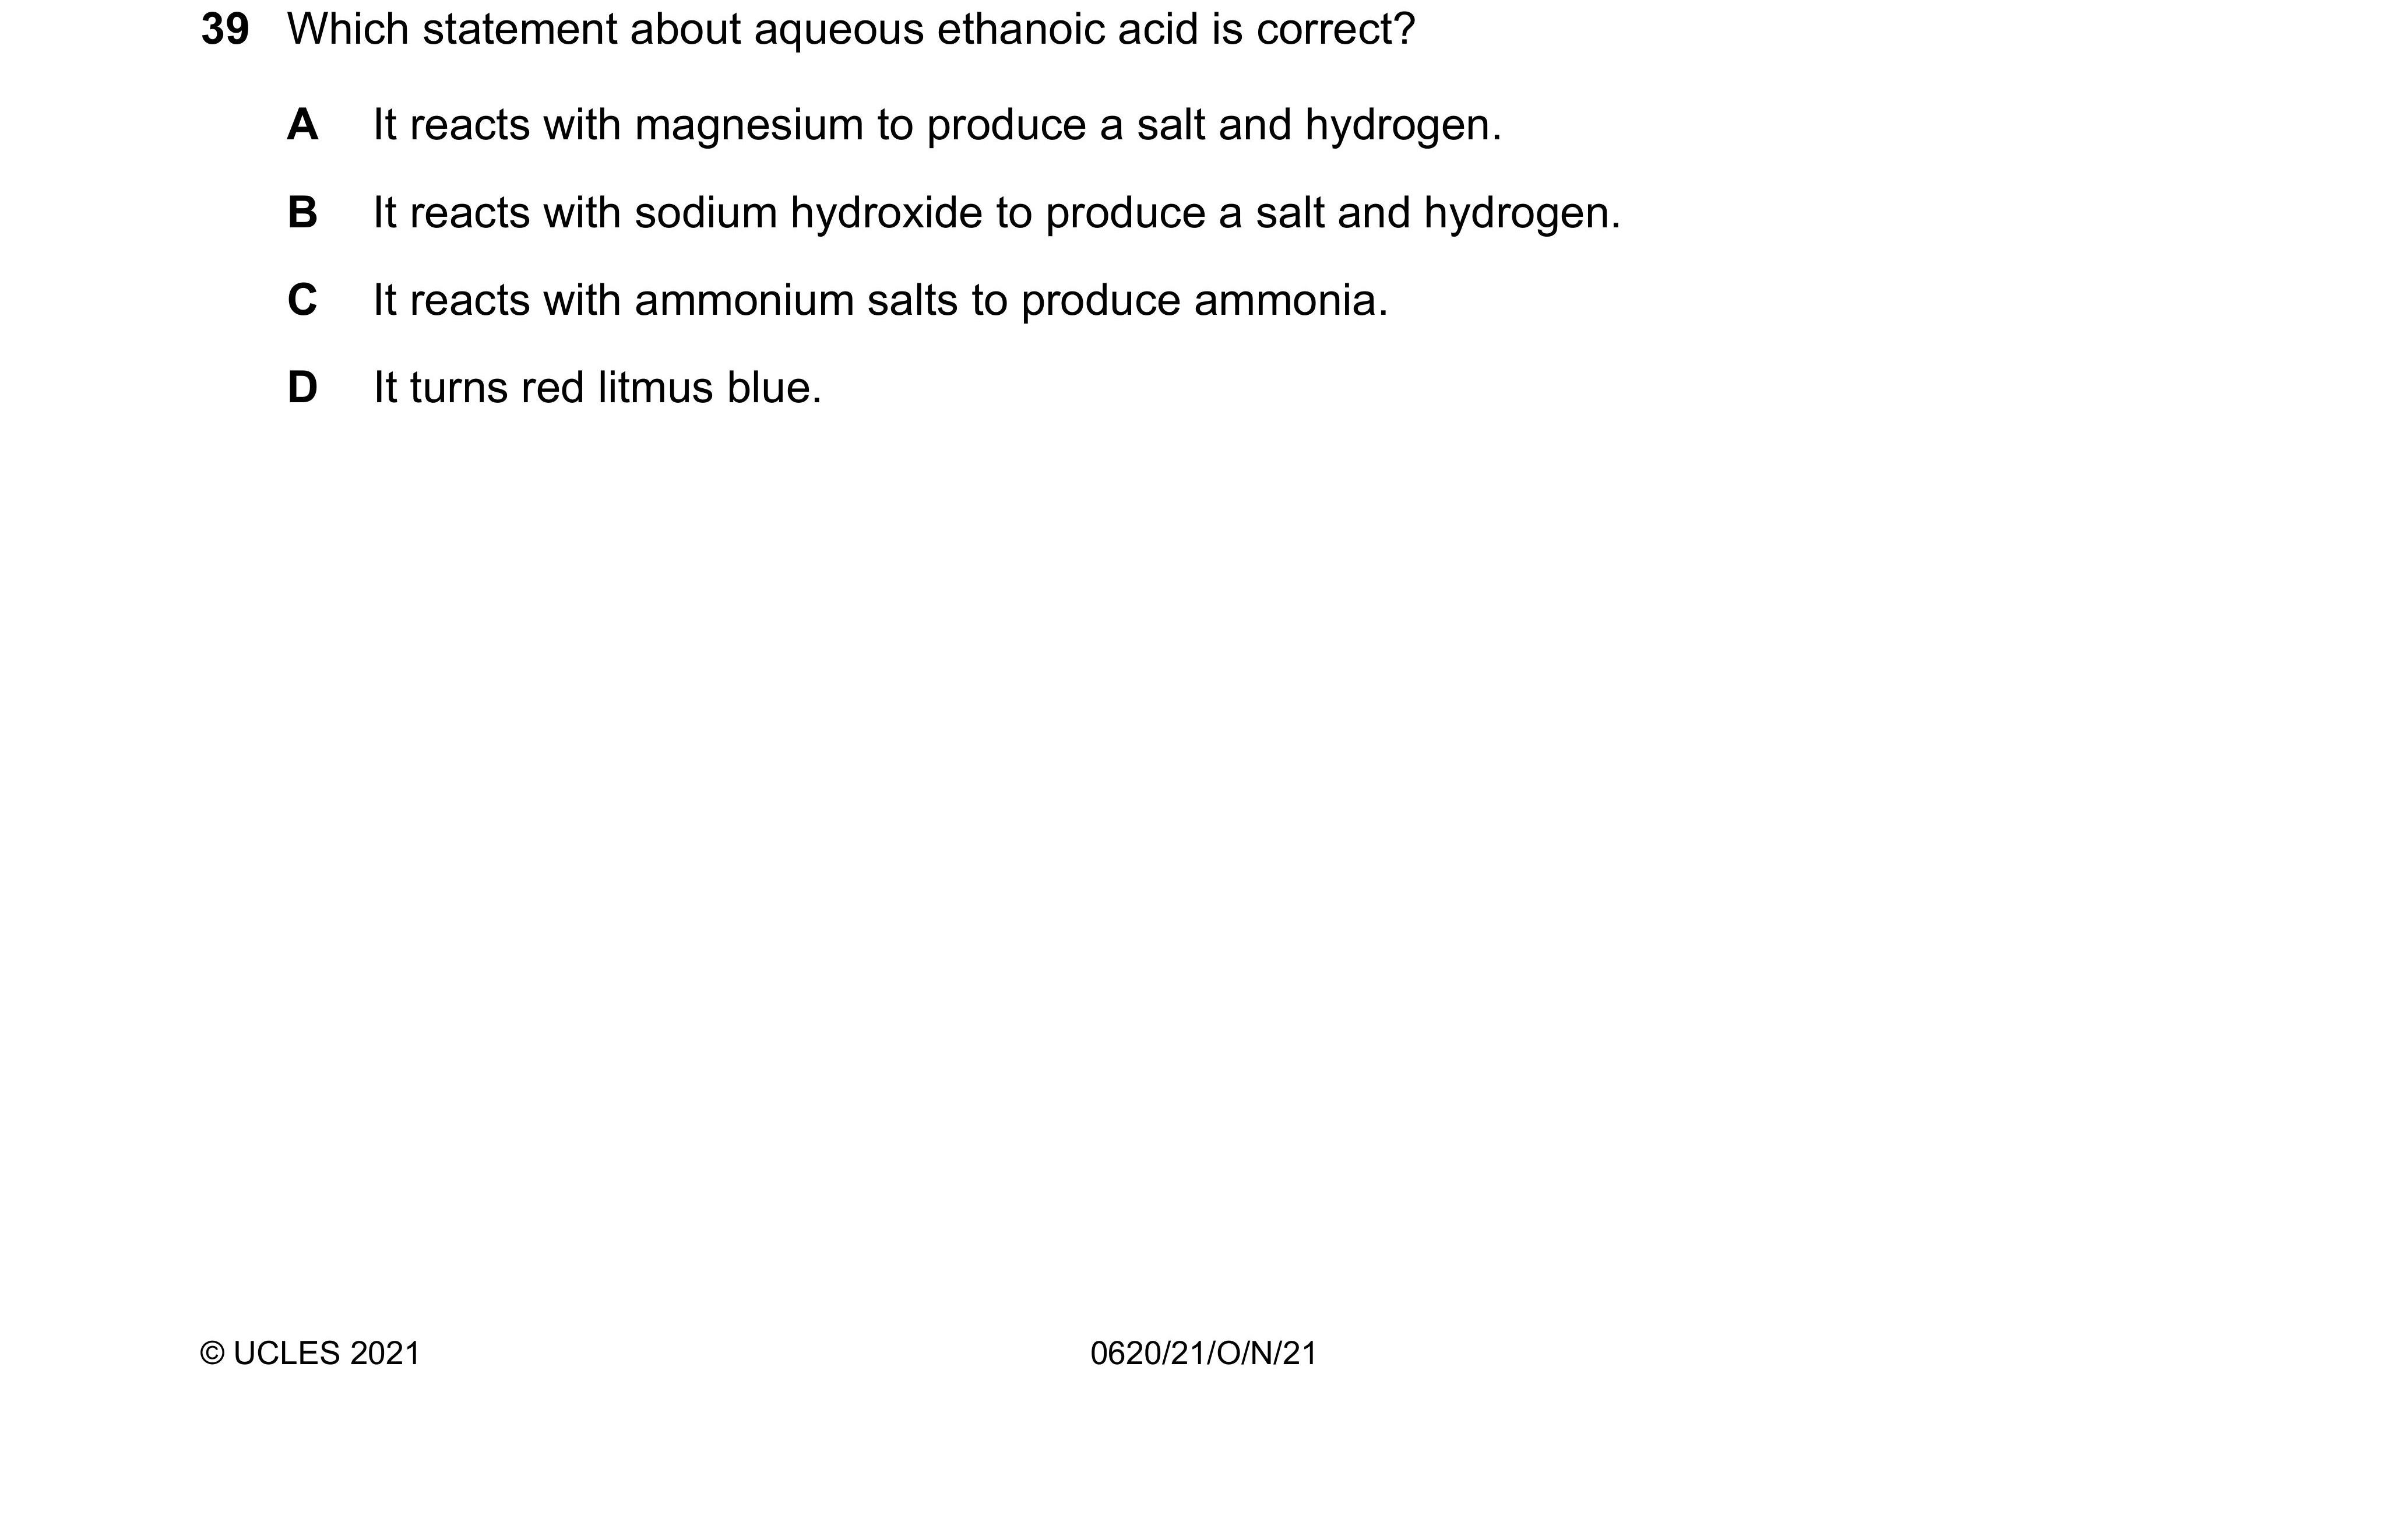 39 Which statement about aqueous ethanoic acid is correct?
A It reacts with magnesium to produce a salt and hydrogen.
B It reacts with sodium hydroxide to produce a salt and hydrogen.
C It reacts with ammonium salts to produce ammonia.
D It turns red litmus blue.
© UCLES 2021 0620/21/O/N/21